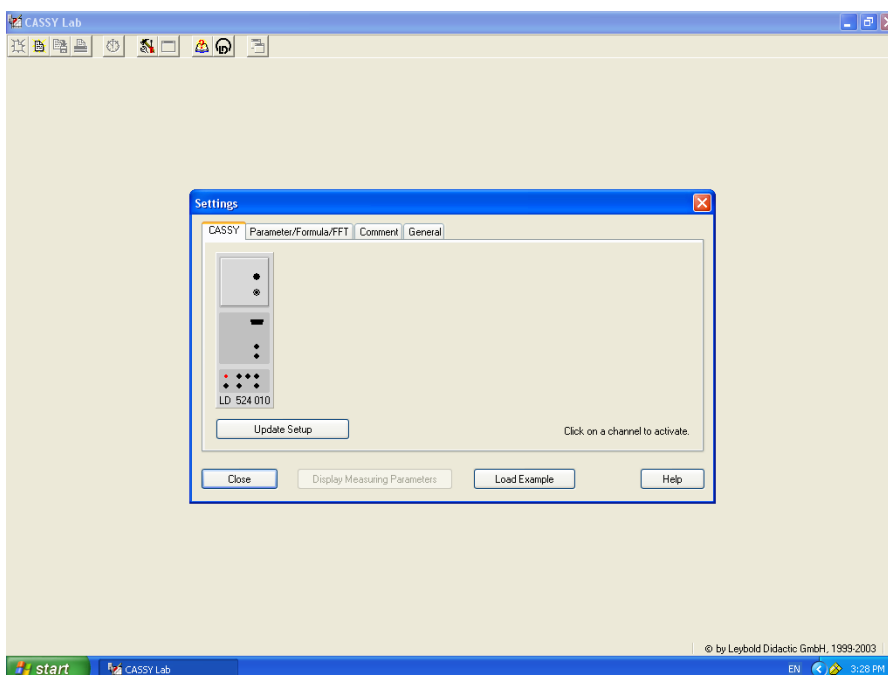 CASSY Lab
Settings
CASSY Parameter/Formula/FFT Comment General
LD 524 010
Update Setup
Click on a channel to activate.
Close Display Measuring Parameters Load Example Help
© by Leybold Didactic GmbH, 1999-2003
start CASSY Lab EN 3:28 PM